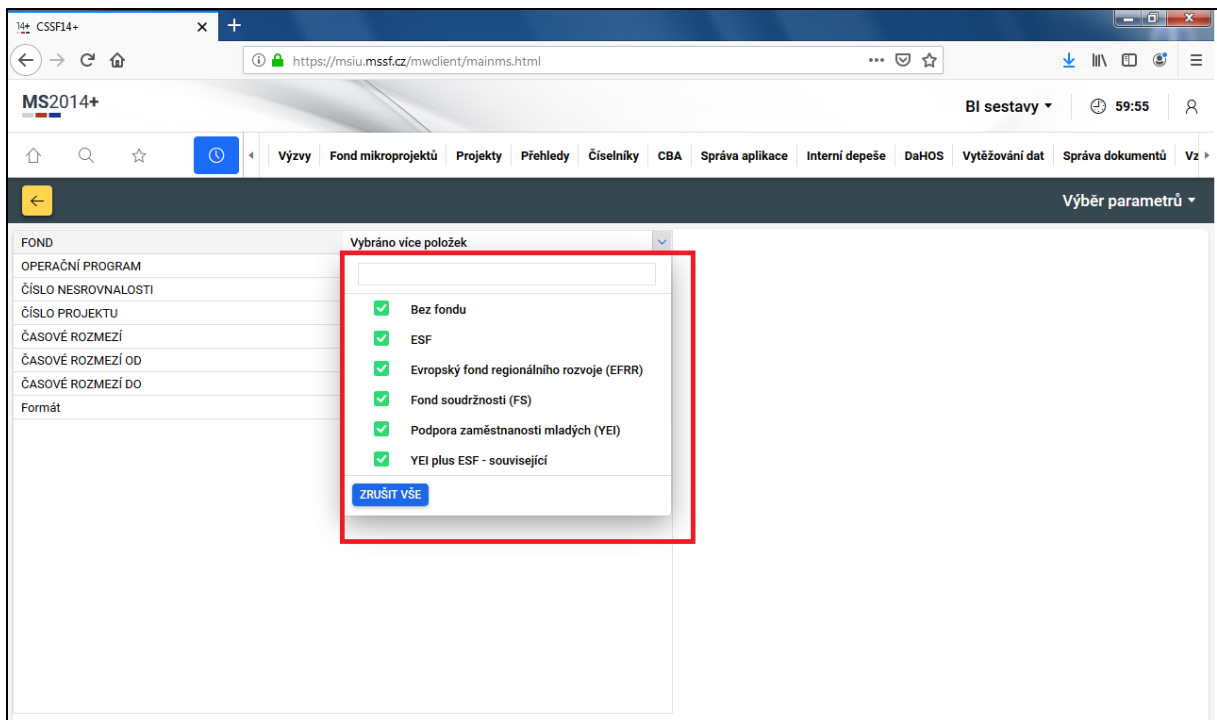 CSSF14+
https://msiu.mssf.cz/mwclient/mainms.html
MS2014+
BI sestavy
59:55
Výzvy Fond mikroprojektů Projekty Přehledy Číselníky CBA Správa aplikace Interní depeše DaHOS Vytěžování dat Správa dokumentů Vz
Výběr parametrů
FOND Vybráno více položek
OPERAČNÍ PROGRAM
ČÍSLO NESROVNALOSTI
ČÍSLO PROJEKTU
ČASOVÉ ROZMEZÍ
ČASOVÉ ROZMEZÍ OD
ČASOVÉ ROZMEZÍ DO
Formát
Bez fondu
ESF
Evropský fond regionálního rozvoje (EFRR)
Fond soudržnosti (FS)
Podpora zaměstnanosti mladých (YEI)
YEI plus ESF - související
ZRUŠIT VŠE